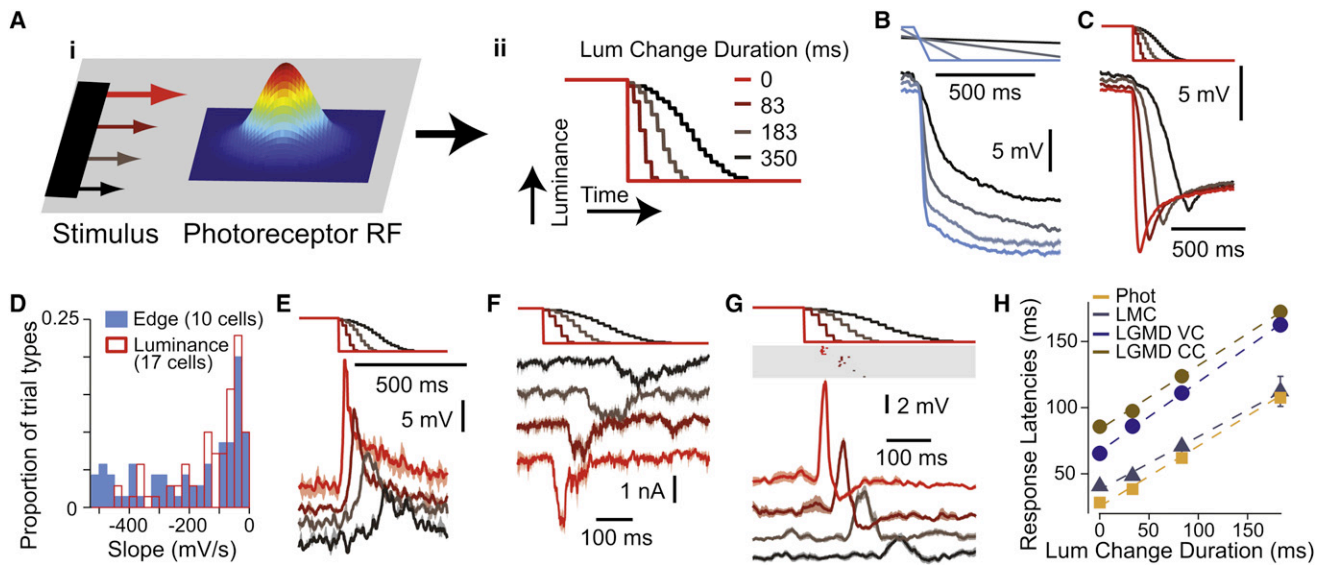 A
i
Stimulus
Photoreceptor RF
ii
Lum Change Duration (ms)
0
83
183
350
Luminance
Time
B
500 ms
5 mV
C
5 mV
500 ms
D
Edge (10 cells)
Luminance
(17 cells)
Proportion of trial types
0.25
0
-400
-200
0
Slope (mV/s)
E
500 ms
5 mV
F
1 nA
100 ms
G
2 mV
100 ms
H
Phot
LMC
LGMD VC
LGMD CC
Response Latencies (ms)
150
100
50
0
50
100
150
Lum Change Duration (ms)